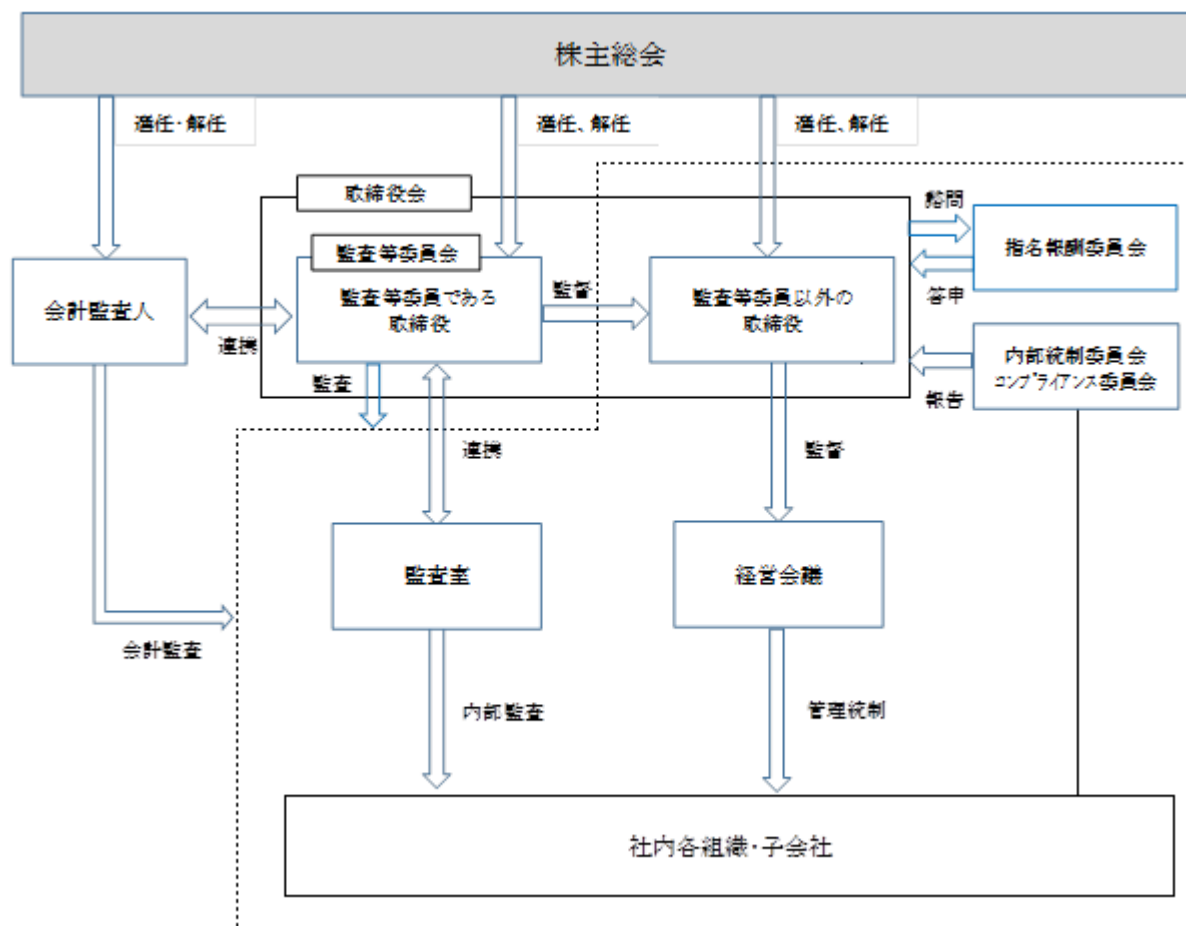 株主総会
選任・解任
選任、解任
選任、解任
取締役会
諮問
指名報酬委員会
答申
監査等委員会
監査等委員である
取締役
監督
監査等委員以外の
取締役
会計監査人
連携
内部統制委員会
コンプライアンス委員会
報告
監査
連携
監督
監査室
経営会議
会計監査
内部監査
管理統制
社内各組織・子会社